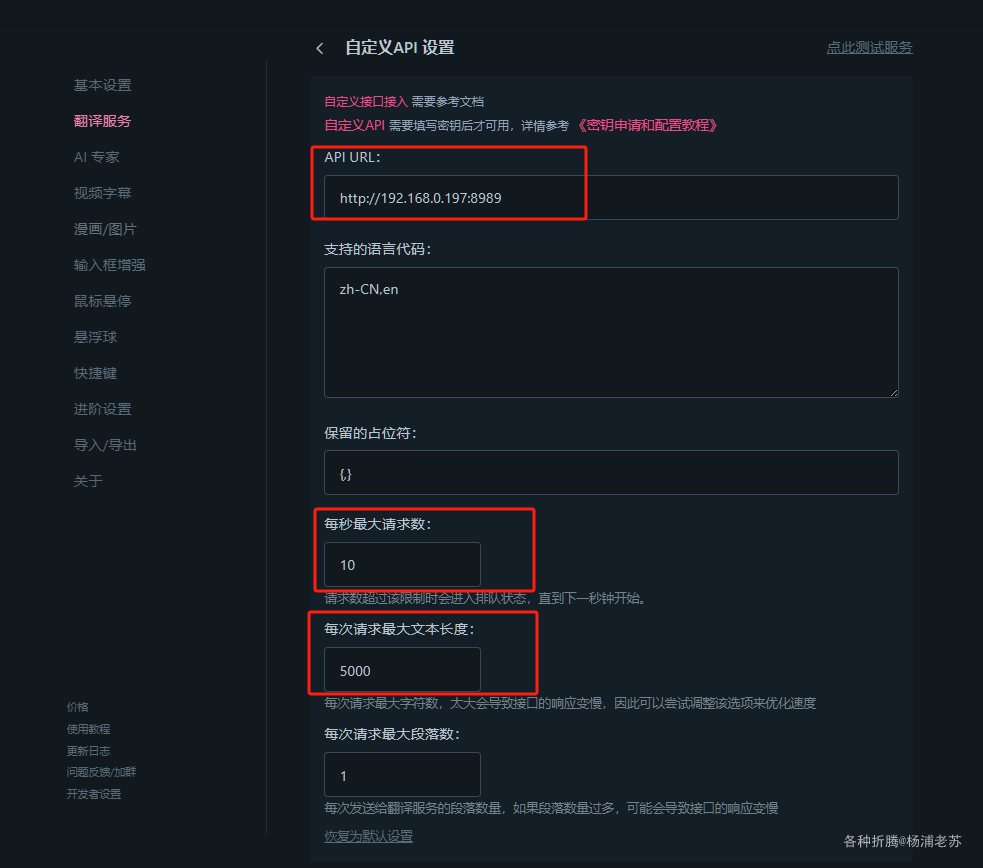 自定义API 设置
点此测试服务
基本设置
翻译服务
AI 专家
视频字幕
漫画/图片
输入框增强
鼠标悬停
悬浮球
快捷键
进阶设置
导入/导出
关于
价格
使用教程
更新日志
问题反馈/加群
开发者设置
自定义接口接入 需要参考文档
自定义API 需要填写密钥后才可用，详情参考 《密钥申请和配置教程》
API URL：
http://192.168.0.197:8989
支持的语言代码：
zh-CN,en
保留的占位符：
{,}
每秒最大请求数：
10
请求数超过该限制时会进入排队状态，直到下一秒钟开始。
每次请求最大文本长度：
5000
每次请求最大字符数，太大会导致接口的响应变慢，因此可以尝试调整该选项来优化速度
每次请求最大段落数：
1
每次发送给翻译服务的段落数量，如果段落数量过多，可能会导致接口的响应变慢
恢复为默认设置
各种折腾@杨浦老苏